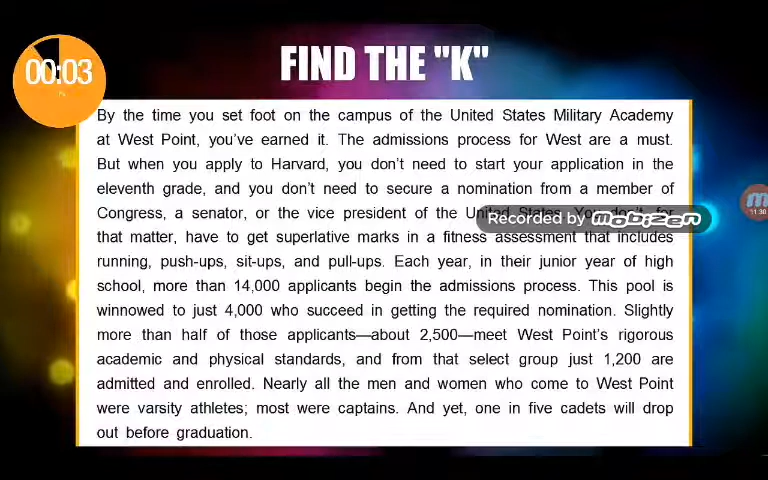 00:03
FIND THE "K"
By the time you set foot on the campus of the United States Military Academy
at West Point, you've earned it. The admissions process for West are a must.
But when you apply to Harvard, you don't need to start your application in the
eleventh grade, and you don't need to secure a nomination from a member of
Congress, a senator, or the vice president of the United States. You don't, for
Recorded by mobizen
11:30
that matter, have to get superlative marks in a fitness assessment that includes
running, push-ups, sit-ups, and pull-ups. Each year, in their junior year of high
school, more than 14,000 applicants begin the admissions process. This pool is
winnowed to just 4,000 who succeed in getting the required nomination. Slightly
more than half of those applicants—about 2,500—meet West Point's rigorous
academic and physical standards, and from that select group just 1,200 are
admitted and enrolled. Nearly all the men and women who come to West Point
were varsity athletes; most were captains. And yet, one in five cadets will drop
out before graduation.